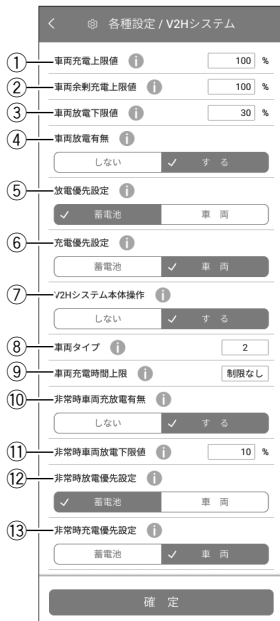 各種設定 / V2Hシステム
① 車両充電上限値 i 100 %
② 車両余剰充電上限値 i 100 %
③ 車両放電下限値 i 30 %
④ 車両放電有無 i
しない する
⑤ 放電優先設定 i
蓄電池 車 両
⑥ 充電優先設定 i
蓄電池 車 両
⑦ V2Hシステム本体操作 i
しない する
⑧ 車両タイプ i 2
⑨ 車両充電時間上限 i 制限なし
⑩ 非常時車両充放電有無 i
しない する
⑪ 非常時車両放電下限値 i 10 %
⑫ 非常時放電優先設定 i
蓄電池 車 両
⑬ 非常時充電優先設定 i
蓄電池 車 両
確 定